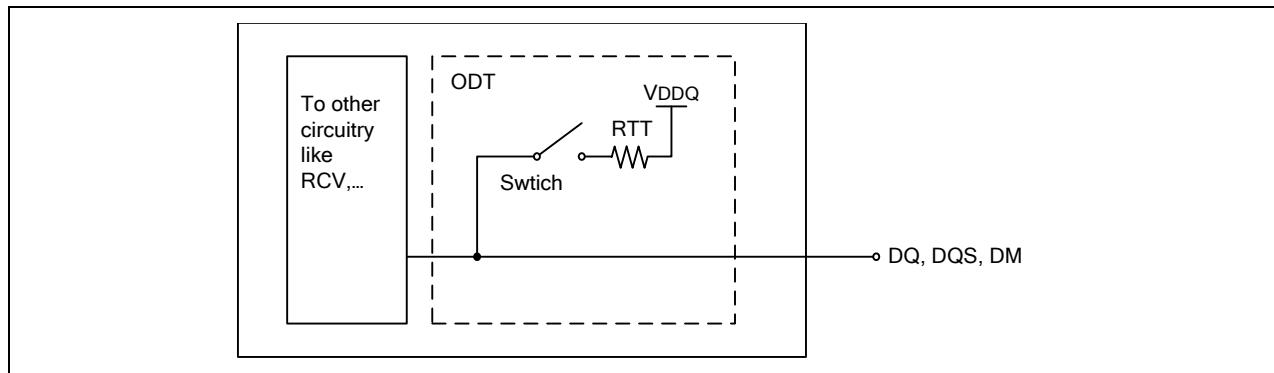 To other
circuitry
like
RCV,...
ODT
VDDQ
RTT
Swtich
DQ, DQS, DM